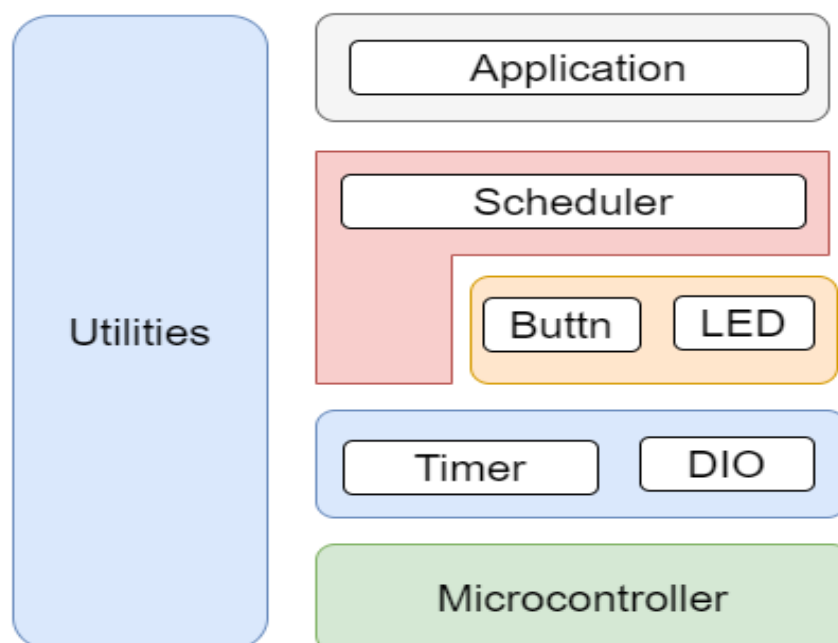 Application
Scheduler
Utilities
Buttn
LED
Timer
DIO
Microcontroller